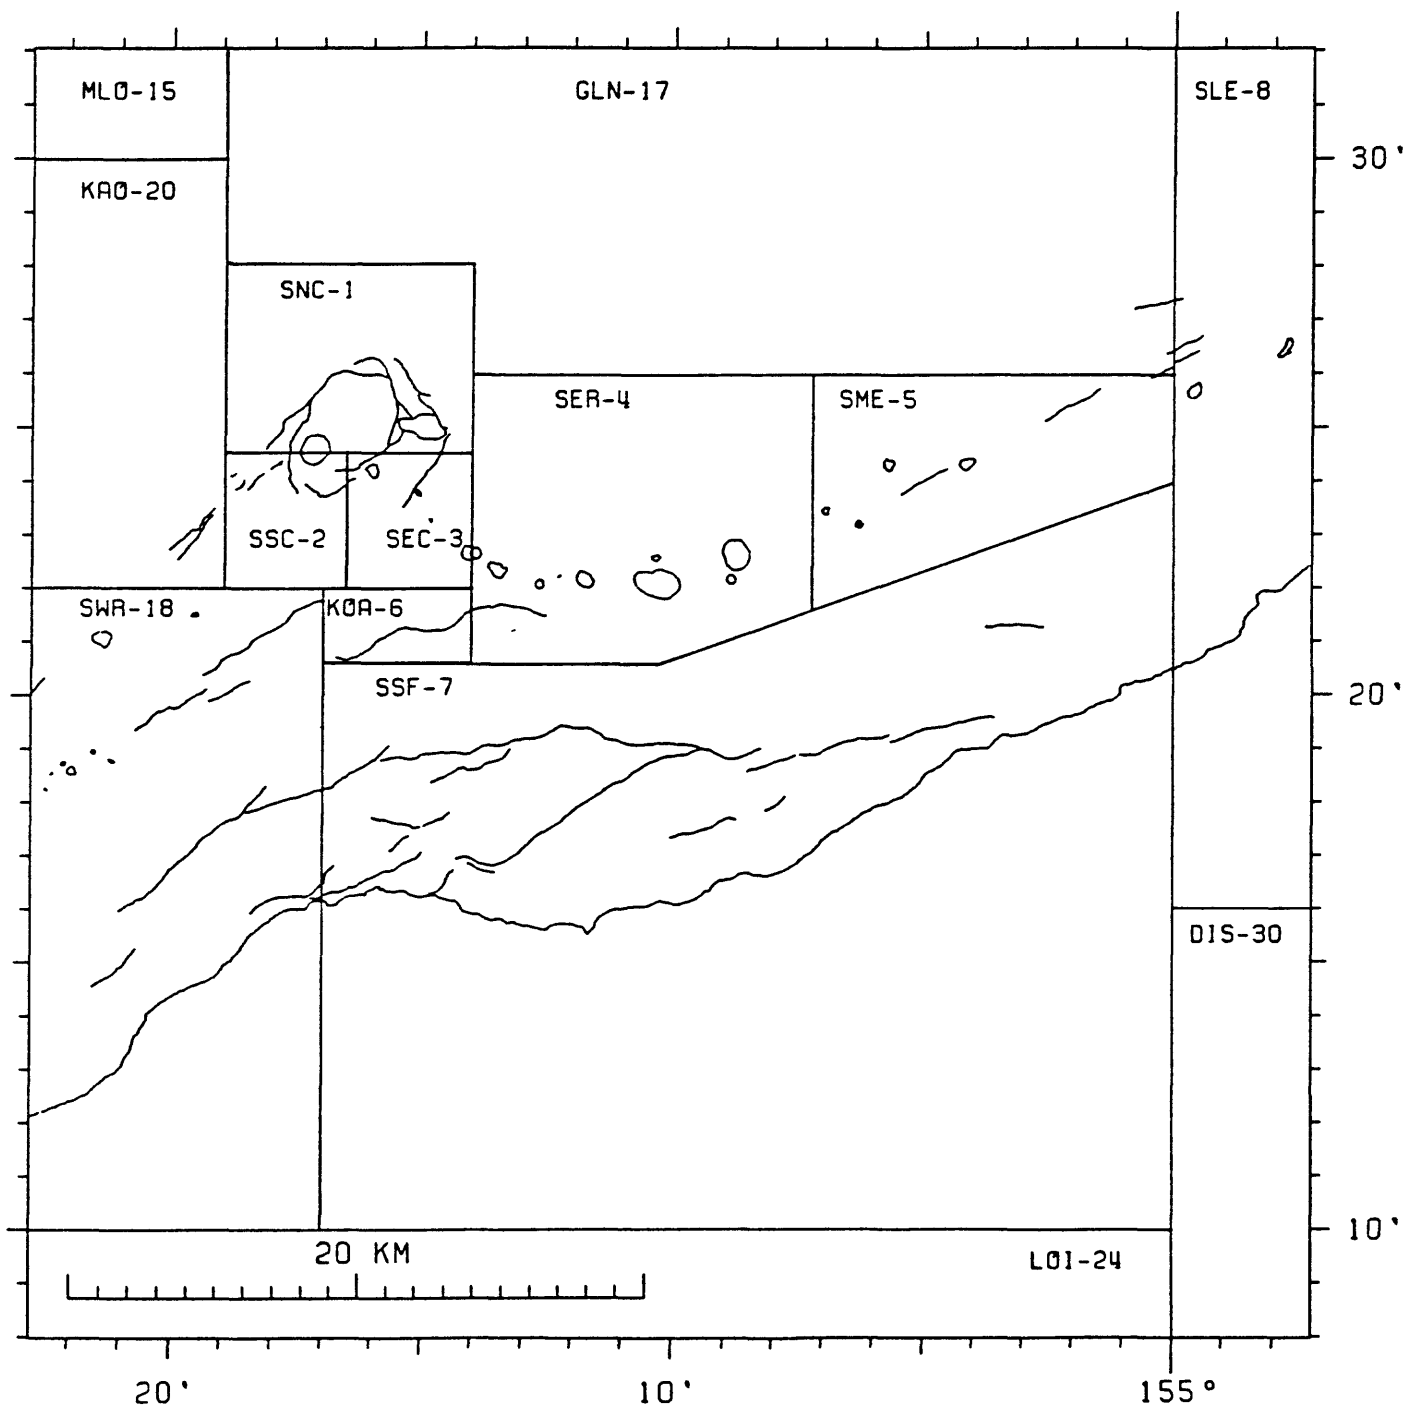 MLO-15
GLN-17
SLE-8
30'
KAO-20
SNC-1
SER-4
SME-5
SSC-2
SEC-3
SWR-18
KOA-6
SSF-7
20'
DIS-30
10'
20 KM
LOI-24
20'
10'
155°